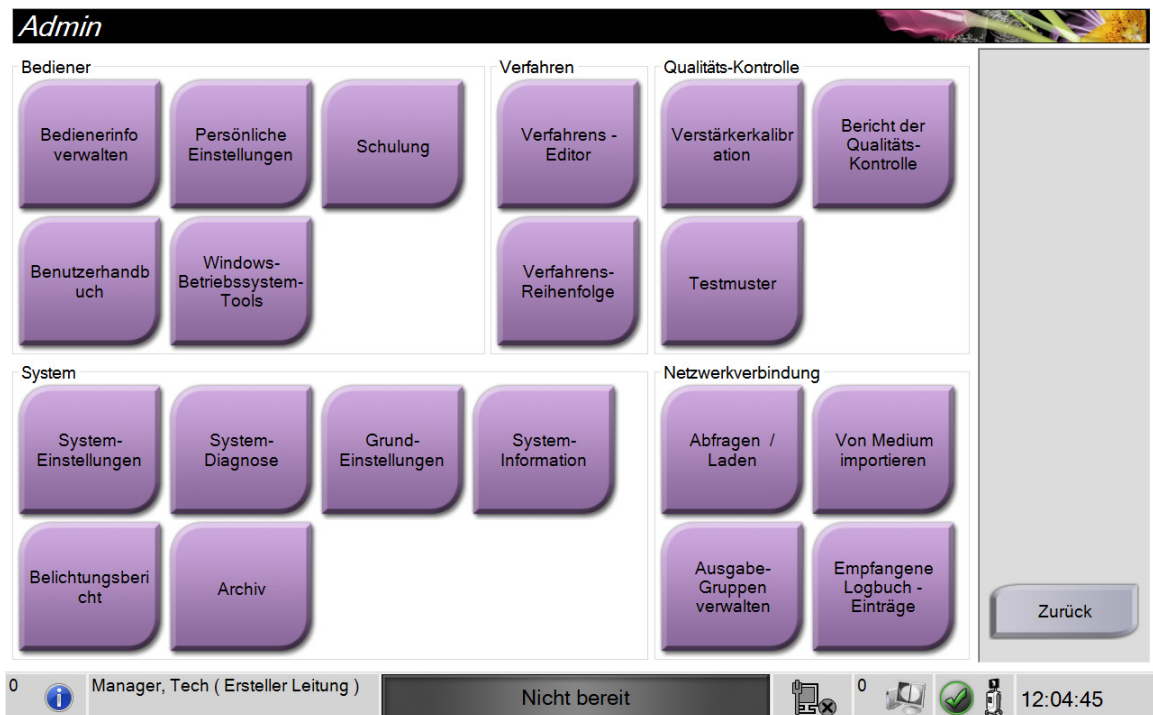 Admin
Bediener
Bedienerinfo
verwalten
Persönliche
Einstellungen
Schulung
Benutzerhandb
uch
Windows-
Betriebssystem-
Tools
Verfahren
Verfahrens -
Editor
Verfahrens-
Reihenfolge
Qualitäts-Kontrolle
Verstärkerkalibr
ation
Bericht der
Qualitäts-
Kontrolle
Testmuster
System
System-
Einstellungen
System-
Diagnose
Grund-
Einstellungen
System-
Information
Belichtungsberi
cht
Archiv
Netzwerkverbindung
Abfragen /
Laden
Von Medium
importieren
Ausgabe-
Gruppen
verwalten
Empfangene
Logbuch -
Einträge
Zurück
0
Manager, Tech ( Ersteller Leitung )
Nicht bereit
0
12:04:45